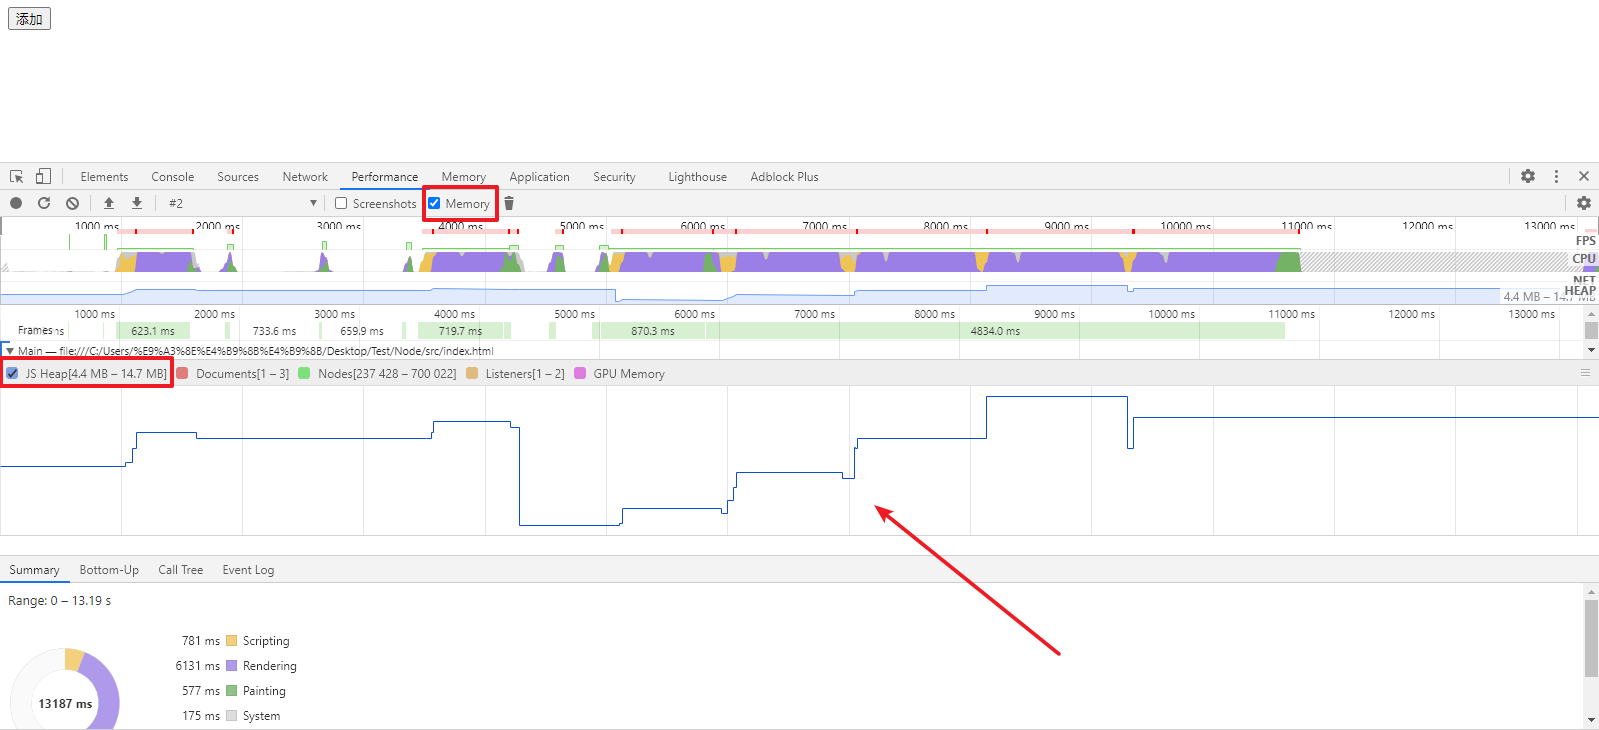 添加
Elements Console Sources Network Performance Memory Application Security Lighthouse Adblock Plus
#2 Screenshots Memory
1000 ms 2000 ms 3000 ms 4000 ms 5000 ms 6000 ms 7000 ms 8000 ms 9000 ms 10000 ms 11000 ms 12000 ms 13000 ms
FPS
CPU
NET
HEAP
4.4 MB – 14.7 MB
1000 ms 2000 ms 3000 ms 4000 ms 5000 ms 6000 ms 7000 ms 8000 ms 9000 ms 10000 ms 11000 ms 12000 ms 13000 ms
Frames 623.1 ms 733.6 ms 659.9 ms 719.7 ms 870.3 ms 4834.0 ms
Main — file:///C:/Users/%E9%A3%8E%E4%B9%8B%E4%B9%8B/Desktop/Test/Node/src/index.html
JS Heap[4.4 MB – 14.7 MB] Documents[1 – 3] Nodes[237 428 – 700 022] Listeners[1 – 2] GPU Memory
Summary Bottom-Up Call Tree Event Log
Range: 0 – 13.19 s
781 ms Scripting
6131 ms Rendering
13187 ms
577 ms Painting
175 ms System